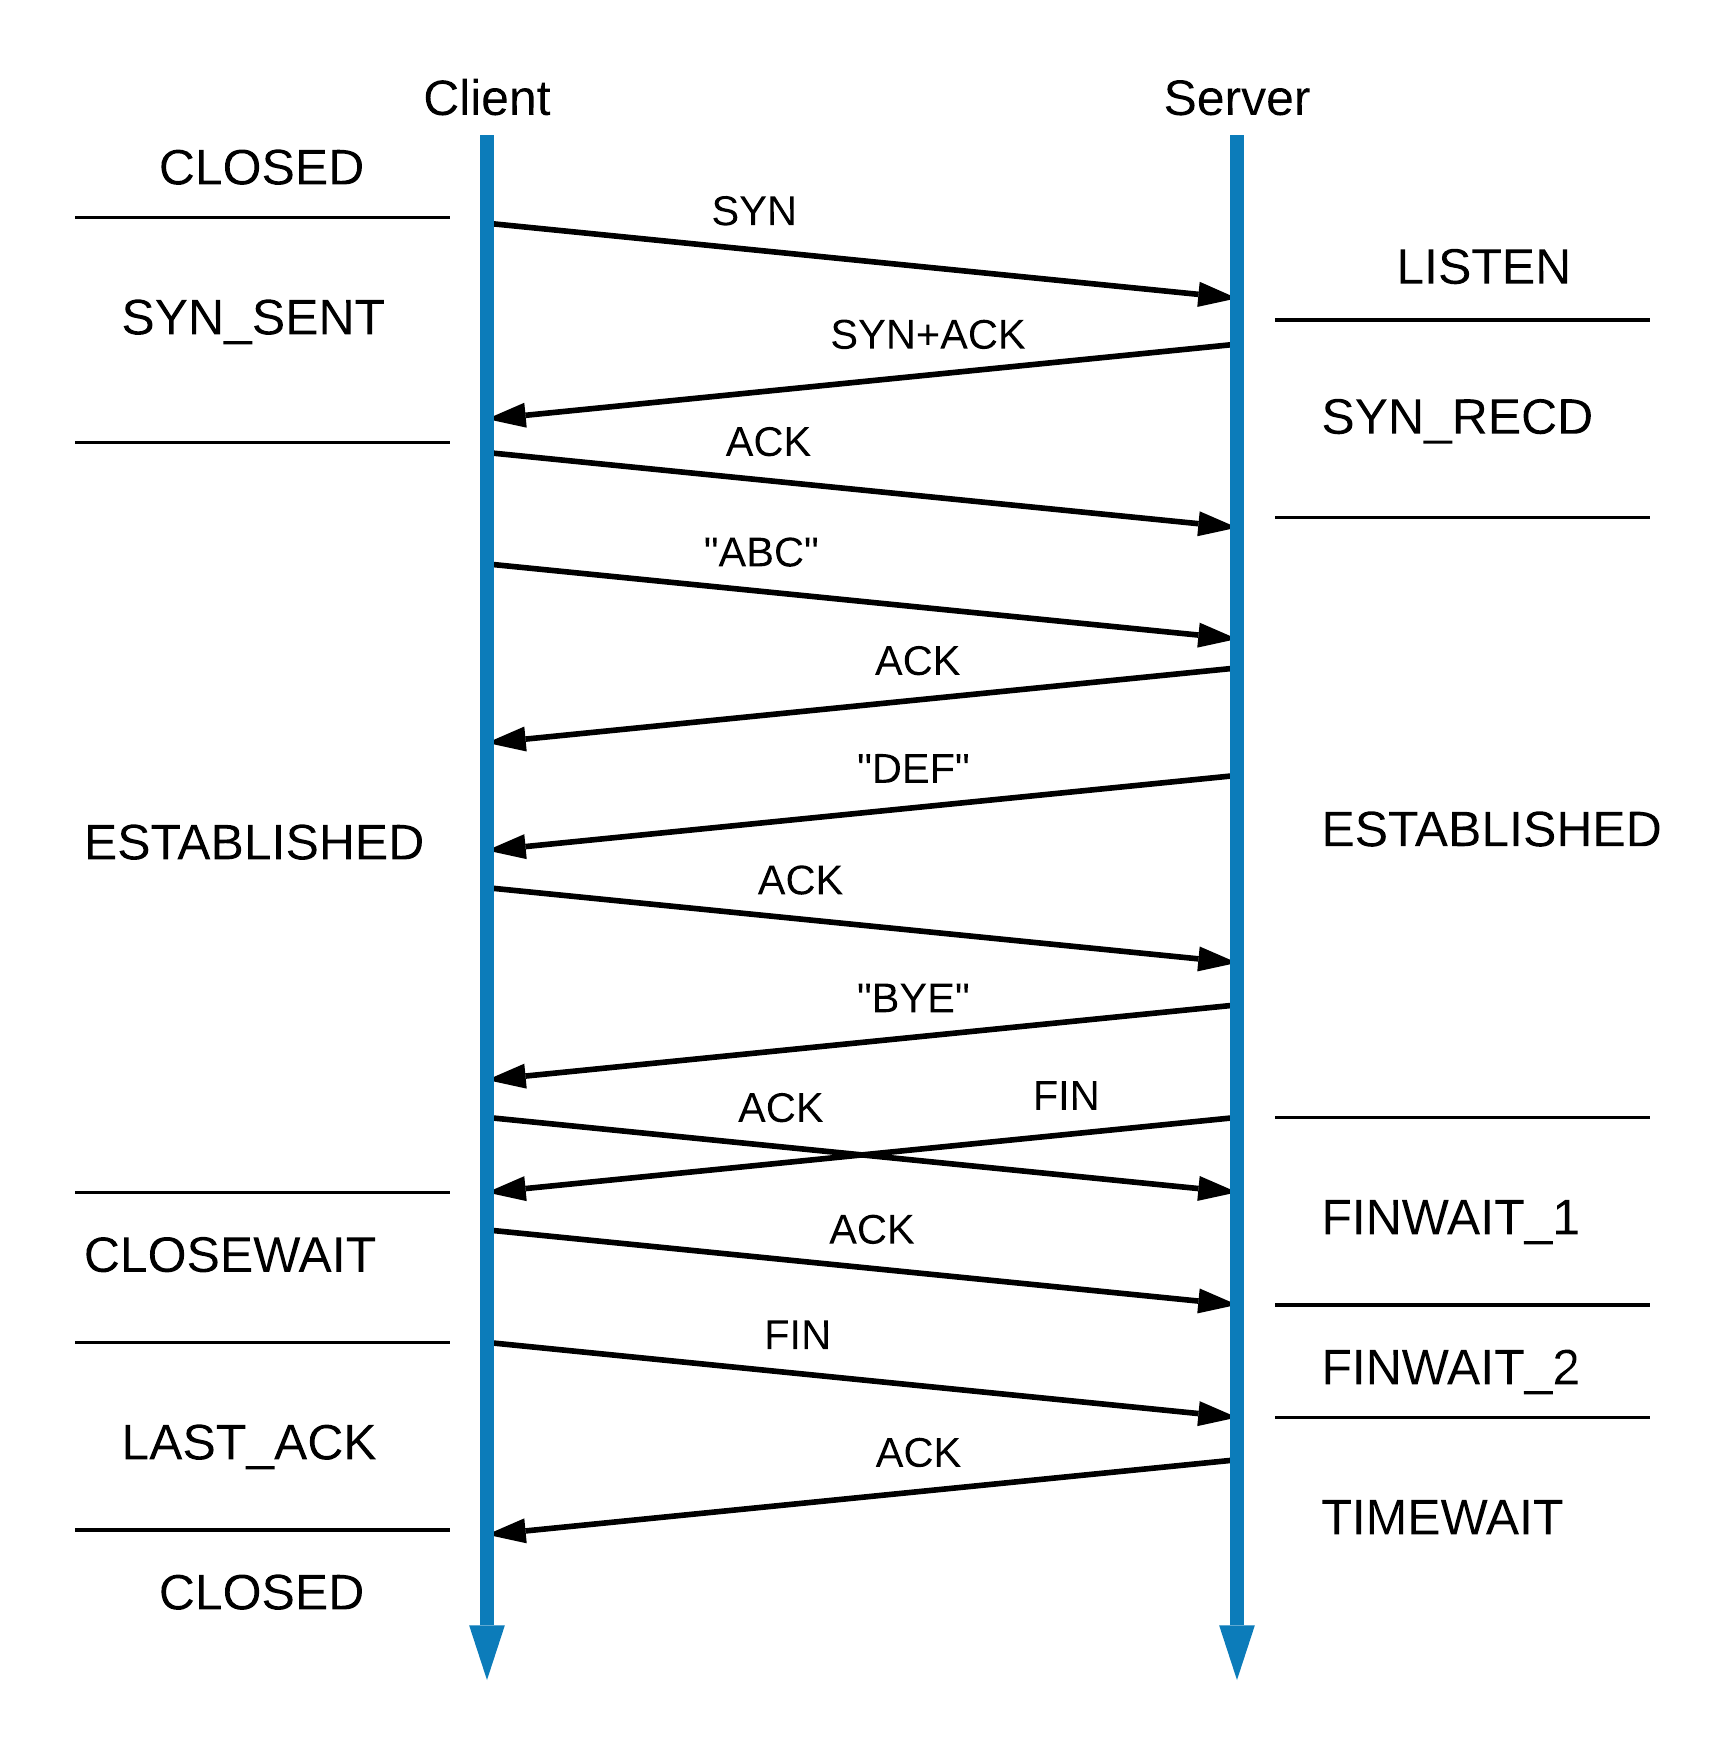 Client
Server
CLOSED
SYN
LISTEN
SYN_SENT
SYN+ACK
SYN_RECD
ACK
"ABC"
ACK
"DEF"
ESTABLISHED
ESTABLISHED
ACK
"BYE"
FIN
ACK
FINWAIT_1
ACK
CLOSEWAIT
FIN
FINWAIT_2
LAST_ACK
ACK
TIMEWAIT
CLOSED